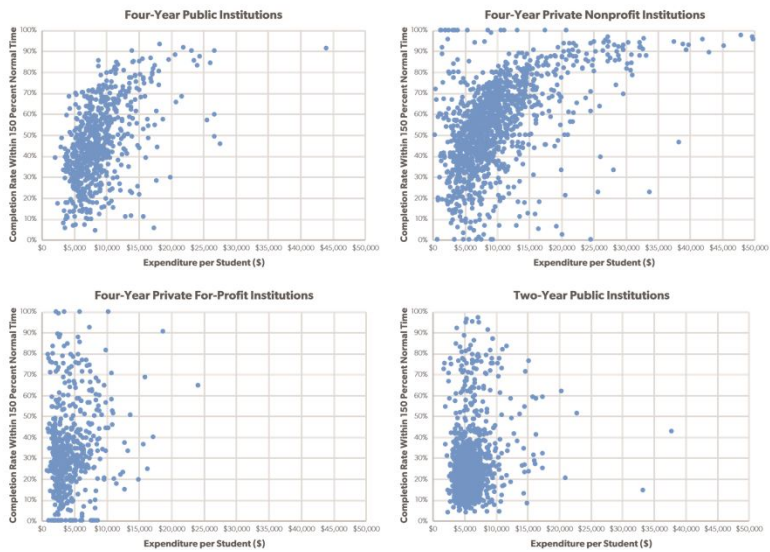 Four-Year Public Institutions
Completion Rate Within 150 Percent Normal Time
100%
90%
80%
70%
60%
50%
40%
30%
20%
10%
0%
$0 $5,000 $10,000 $15,000 $20,000 $25,000 $30,000 $35,000 $40,000 $45,000 $50,000
Expenditure per Student ($)
Four-Year Private Nonprofit Institutions
Completion Rate Within 150 Percent Normal Time
100%
90%
80%
70%
60%
50%
40%
30%
20%
10%
0%
$0 $5,000 $10,000 $15,000 $20,000 $25,000 $30,000 $35,000 $40,000 $45,000 $50,000
Expenditure per Student ($)
Four-Year Private For-Profit Institutions
Completion Rate Within 150 Percent Normal Time
100%
90%
80%
70%
60%
50%
40%
30%
20%
10%
0%
$0 $5,000 $10,000 $15,000 $20,000 $25,000 $30,000 $35,000 $40,000 $45,000 $50,000
Expenditure per Student ($)
Two-Year Public Institutions
Completion Rate Within 150 Percent Normal Time
100%
90%
80%
70%
60%
50%
40%
30%
20%
10%
0%
$0 $5,000 $10,000 $15,000 $20,000 $25,000 $30,000 $35,000 $40,000 $45,000 $50,000
Expenditure per Student ($)